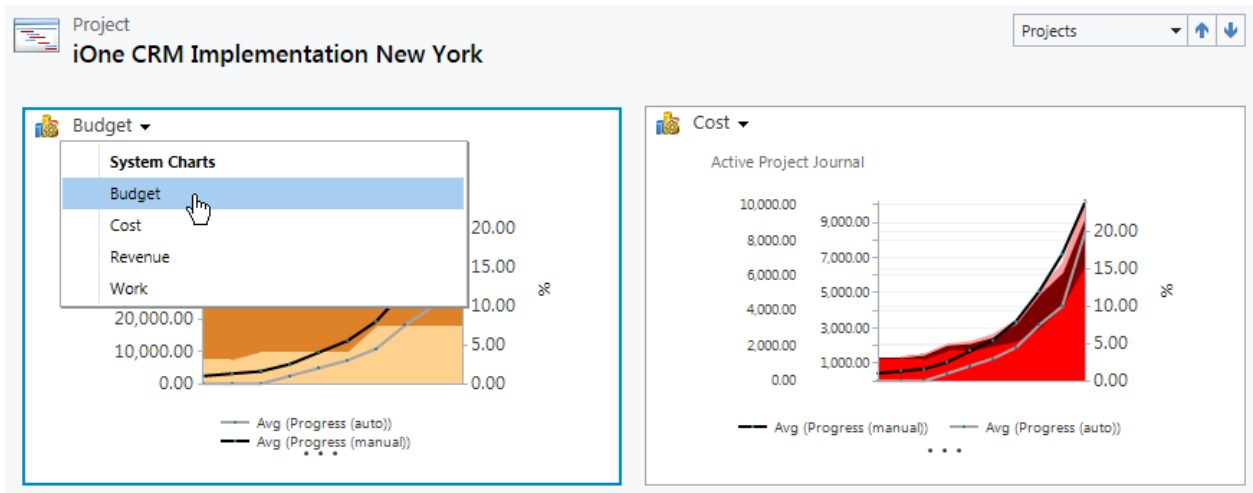 Project
iOne CRM Implementation New York
Projects
Budget
System Charts
Budget
Cost
Revenue
Work
20.00
15.00
10.00
5.00
0.00
%
20,000.00
10,000.00
0.00
Avg (Progress (auto))
Avg (Progress (manual))
Cost
Active Project Journal
10,000.00
9,000.00
8,000.00
7,000.00
6,000.00
5,000.00
4,000.00
3,000.00
2,000.00
1,000.00
0.00
20.00
15.00
10.00
5.00
0.00
%
Avg (Progress (manual)) Avg (Progress (auto))